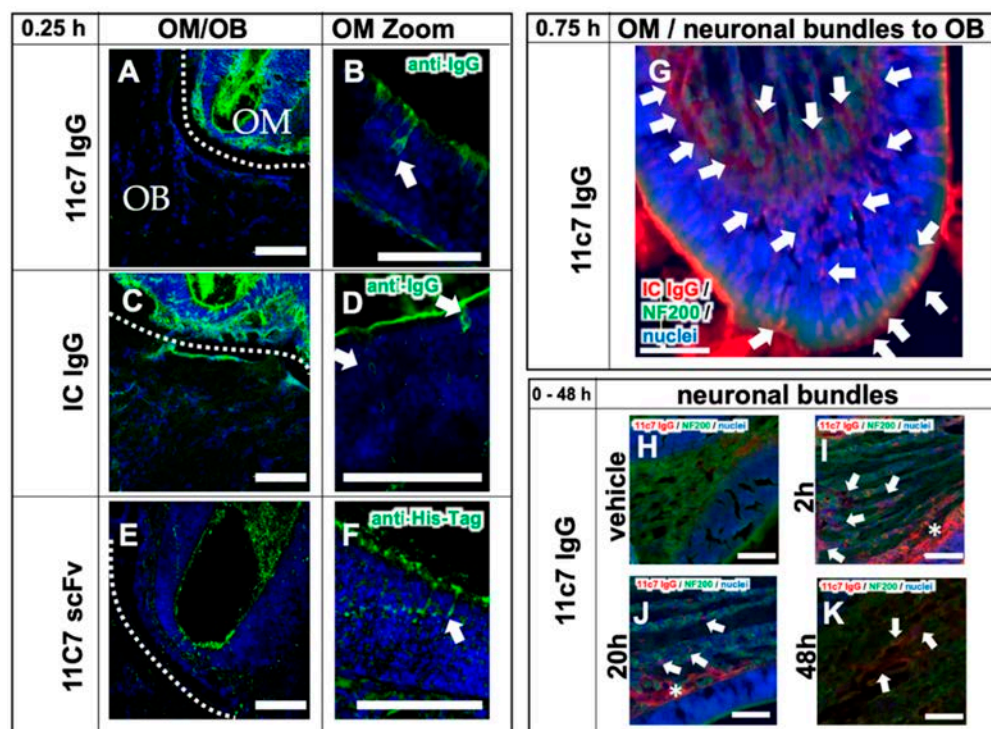 0.25 h OM/OB OM Zoom
11c7 IgG
A
OM
OB
B
anti-IgG
IC IgG
C
D
anti-IgG
11C7 scFv
E
F
anti-His-Tag
0.75 h OM / neuronal bundles to OB
11c7 IgG
G
IC IgG /
NF200 /
nuclei
0 - 48 h neuronal bundles
11c7 IgG
vehicle
11c7 IgG / NF200 / nuclei
H
2h
11c7 IgG / NF200 / nuclei
I
*
20h
11c7 IgG / NF200 / nuclei
J
*
48h
11c7 IgG / NF200 / nuclei
K